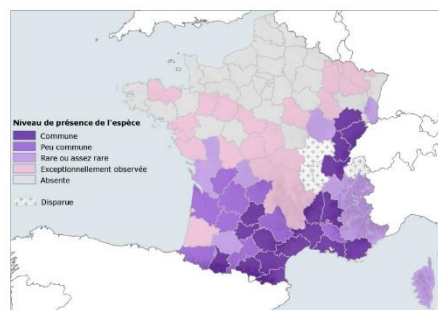 Niveau de présence de l'espèce
Commune
Peu commune
Rare ou assez rare
Exceptionnellement observée
Absente
Disparue